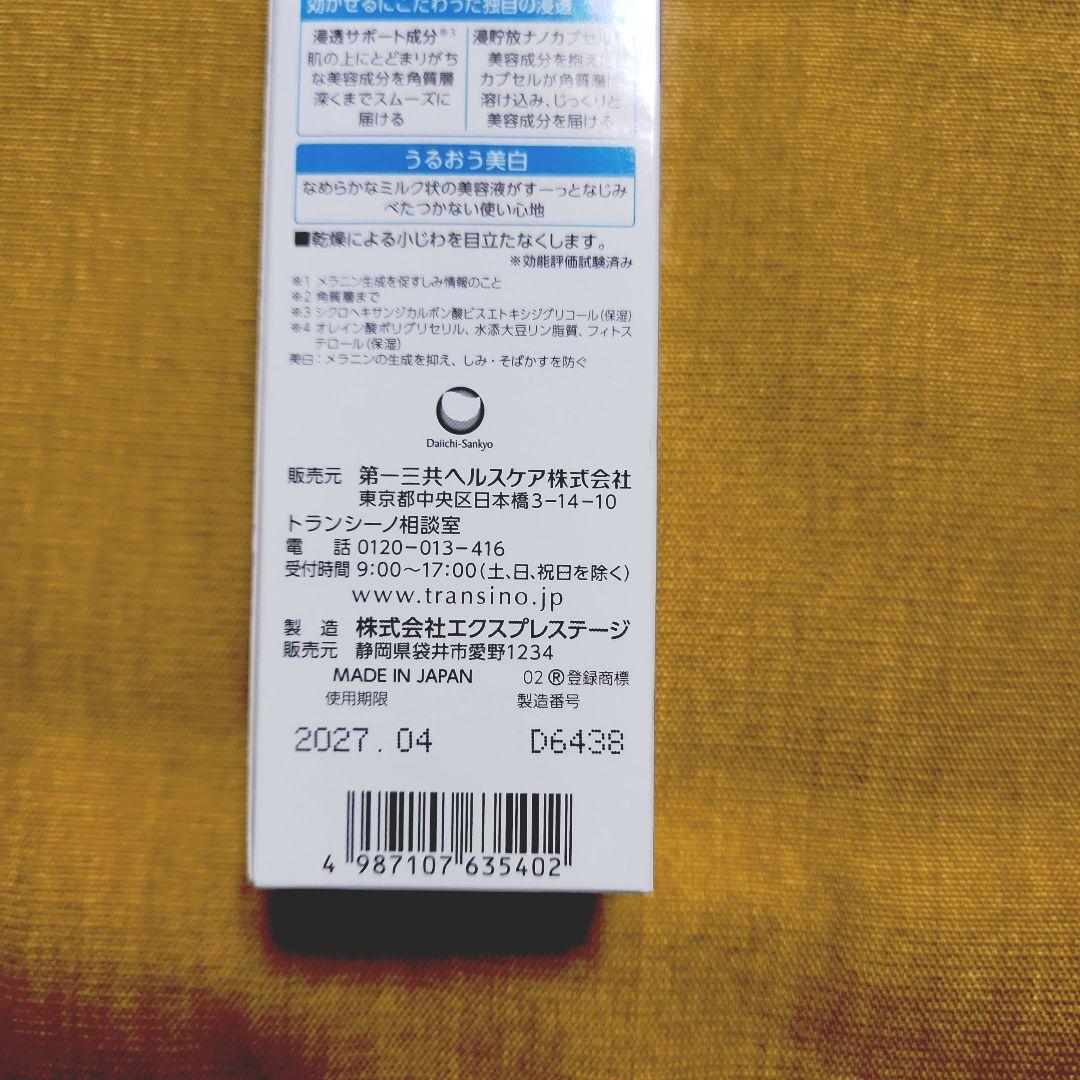 効かせるにこだわった独自の浸透
浸透サポート成分※3
肌の上にとどまりがち
な美容成分を角質層
深くまでスムーズに
届ける
浸貯放ナノカプセル
美容成分を抱えた
カプセルが角質層に
溶け込み、じっくりと
美容成分を届ける
うるおう美白
なめらかなミルク状の美容液がすーっとなじみ
べたつかない使い心地
■乾燥による小じわを目立たなくします。
※効能評価試験済み
※1 メラニン生成を促すしみ情報のこと
※2 角質層まで
※3 シクロヘキサンジカルボン酸ビスエトキシジグリコール(保湿)
※4 オレイン酸ポリグリセリル、水添大豆リン脂質、フィトス
テロール(保湿)
美白：メラニンの生成を抑え、しみ・そばかすを防ぐ
Daiichi-Sankyo
販売元 第一三共ヘルスケア株式会社
東京都中央区日本橋3-14-10
トランシーノ相談室
電 話 0120-013-416
受付時間 9:00〜17:00(土、日、祝日を除く)
www.transino.jp
製 造 株式会社エクスプレステージ
販売元 静岡県袋井市愛野1234
MADE IN JAPAN 02 ®登録商標
使用期限 製造番号
2027.04 D6438
4 987107 635402